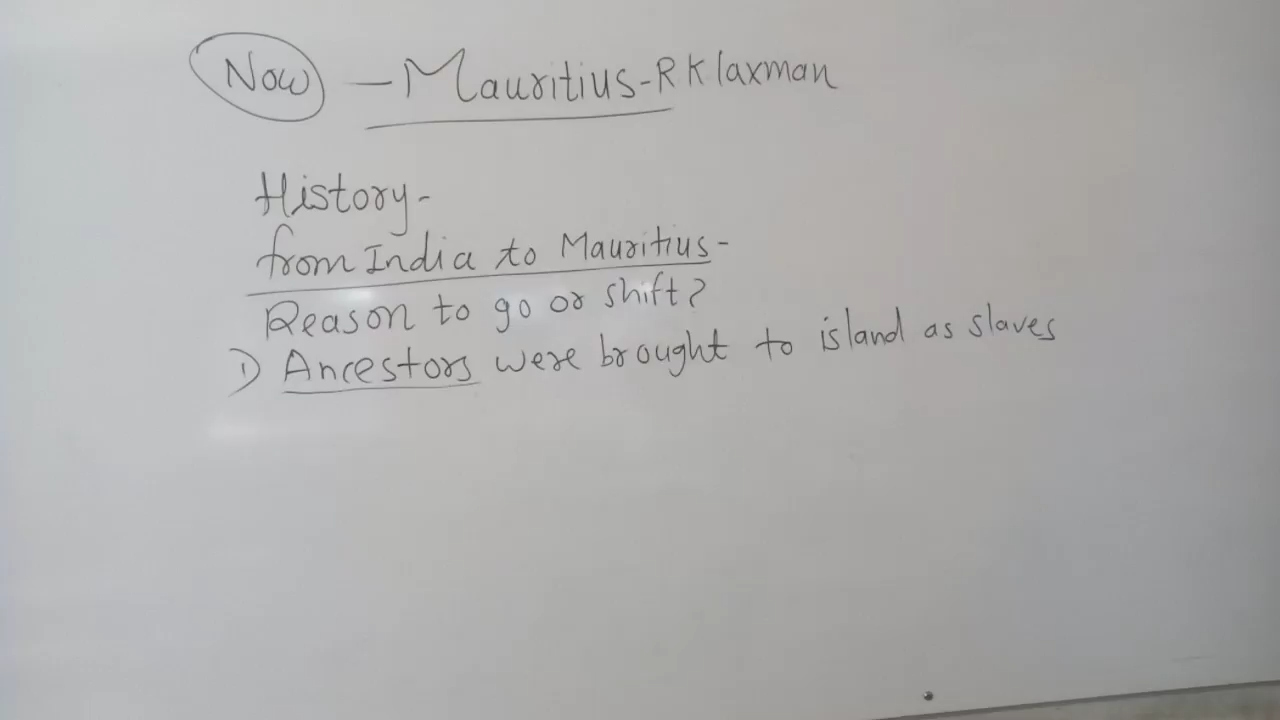 Now - Mauritius - R K laxman
History -
from India to Mauritius -
Reason to go or shift?
1) Ancestors were brought to island as slaves